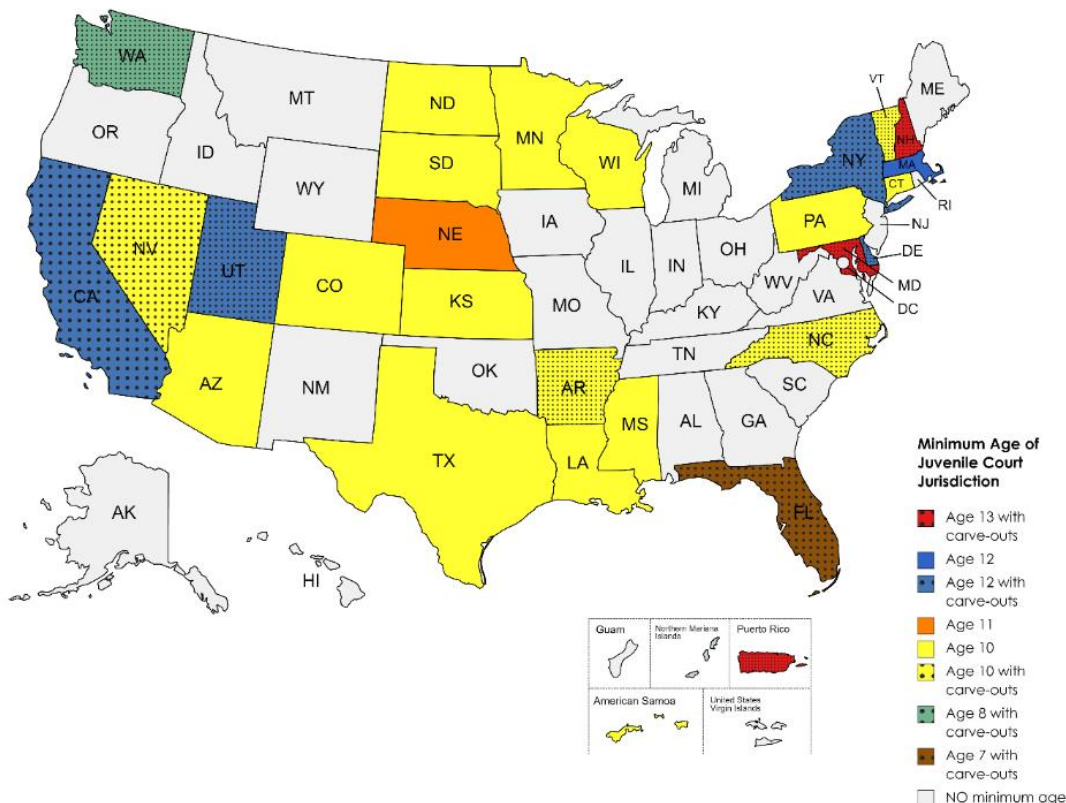 WA
VT
ME
MT
ND
OR
MN
ID
NH
SD
WI
NY
MA
WY
MI
CT
RI
IA
PA
NJ
NE
NV
OH
DE
UT
IL
IN
CA
CO
WV
MD
KS
MO
VA
DC
KY
NC
TN
AZ
OK
NM
AR
SC
MS
AL
GA
TX
LA
FL
AK
HI
Minimum Age of
Juvenile Court
Jurisdiction
Age 13 with
carve-outs
Age 12
Age 12 with
carve-outs
Age 11
Age 10
Age 10 with
carve-outs
Age 8 with
carve-outs
Age 7 with
carve-outs
NO minimum age
Guam
Northern Mariana
Islands
Puerto Rico
American Samoa
United States
Virgin Islands